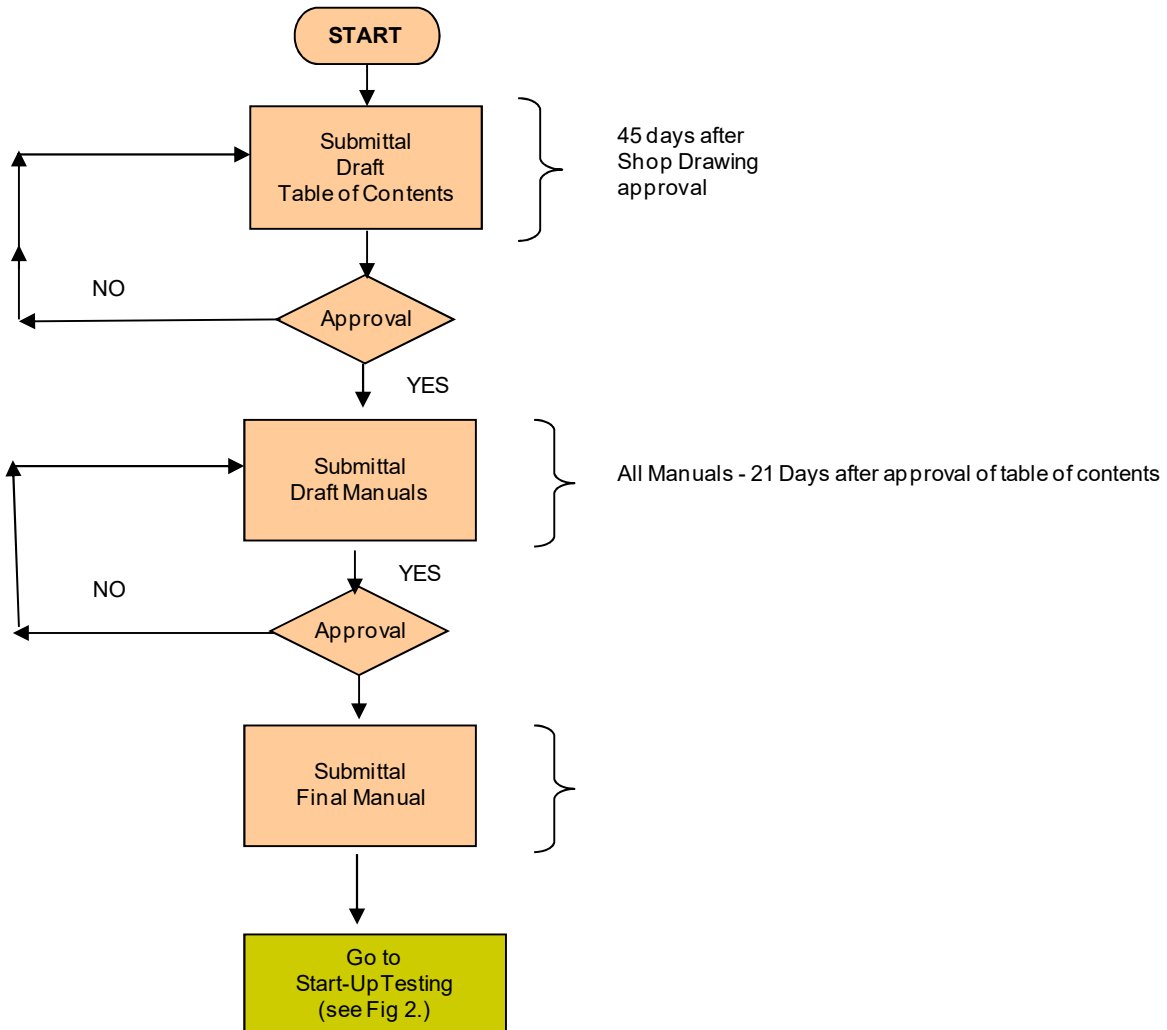 START
Submittal
Draft
Table of Contents
45 days after
Shop Drawing
approval
NO
Approval
YES
Submittal
Draft Manuals
All Manuals - 21 Days after approval of table of contents
YES
NO
Approval
Submittal
Final Manual
Go to
Start-Up Testing
(see Fig 2.)